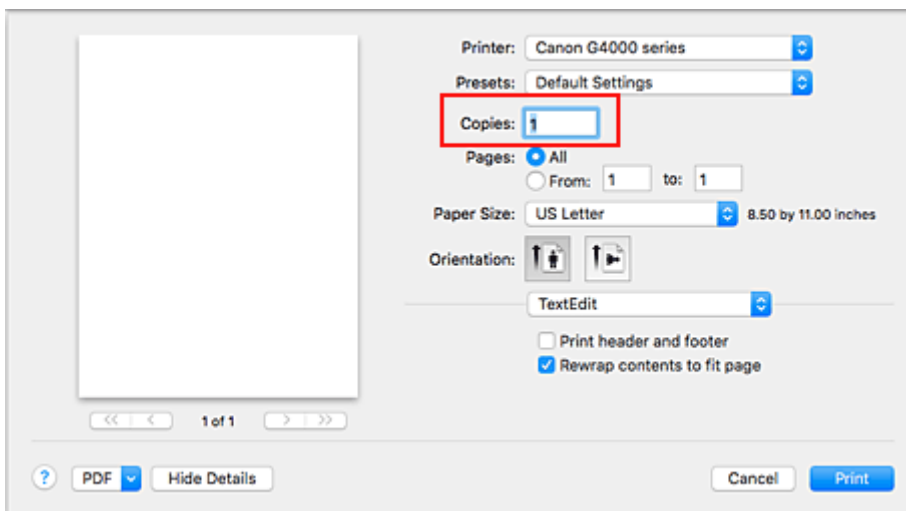 Printer: Canon G4000 series
Presets: Default Settings
Copies: 1
Pages: All
From: 1 to: 1
Paper Size: US Letter 8.50 by 11.00 inches
Orientation:
TextEdit
Print header and footer
Rewrap contents to fit page
<< < 1 of 1 > >>
? PDF Hide Details Cancel Print